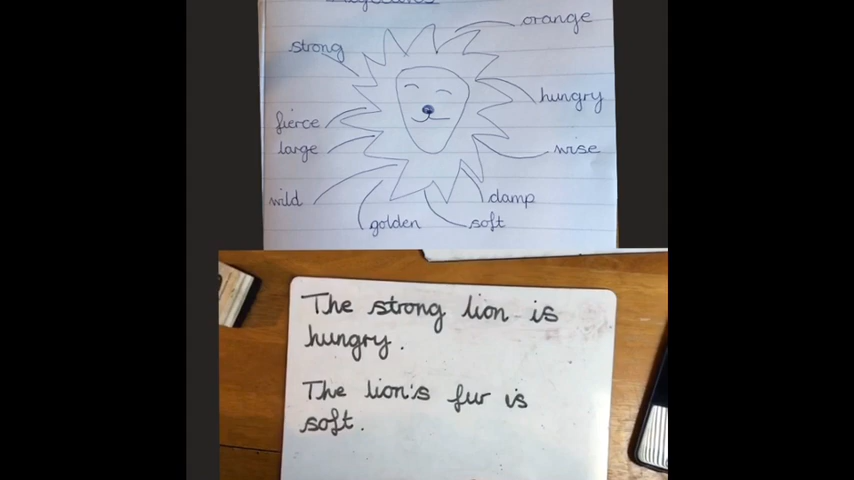 orange
strong
hungry
fierce
large
wise
wild
damp
golden
soft
The strong lion is
hungry.
The lion's fur is
soft.